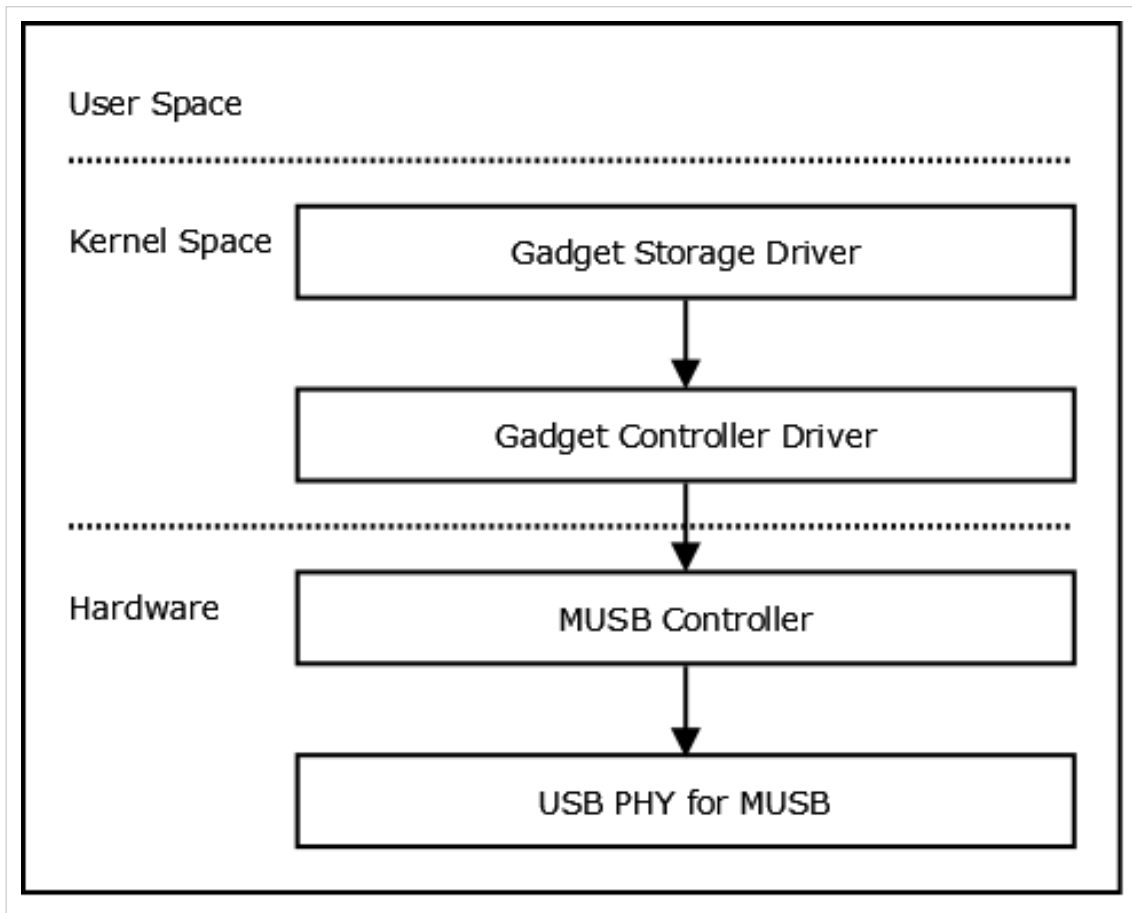 User Space
Kernel Space
Gadget Storage Driver
Gadget Controller Driver
Hardware
MUSB Controller
USB PHY for MUSB